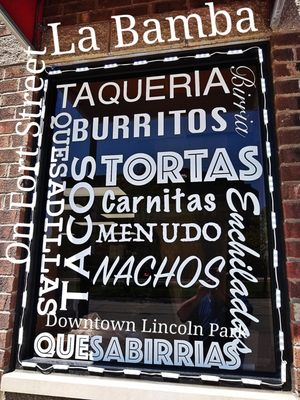 La Bamba
On Fort Street
TAQUERIA
Birria
BURRITOS
QUESADILLAS
TACOS
TORTAS
Carnitas
Enchiladas
MENUDO
NACHOS
Downtown Lincoln Park
QUESABIRRIAS